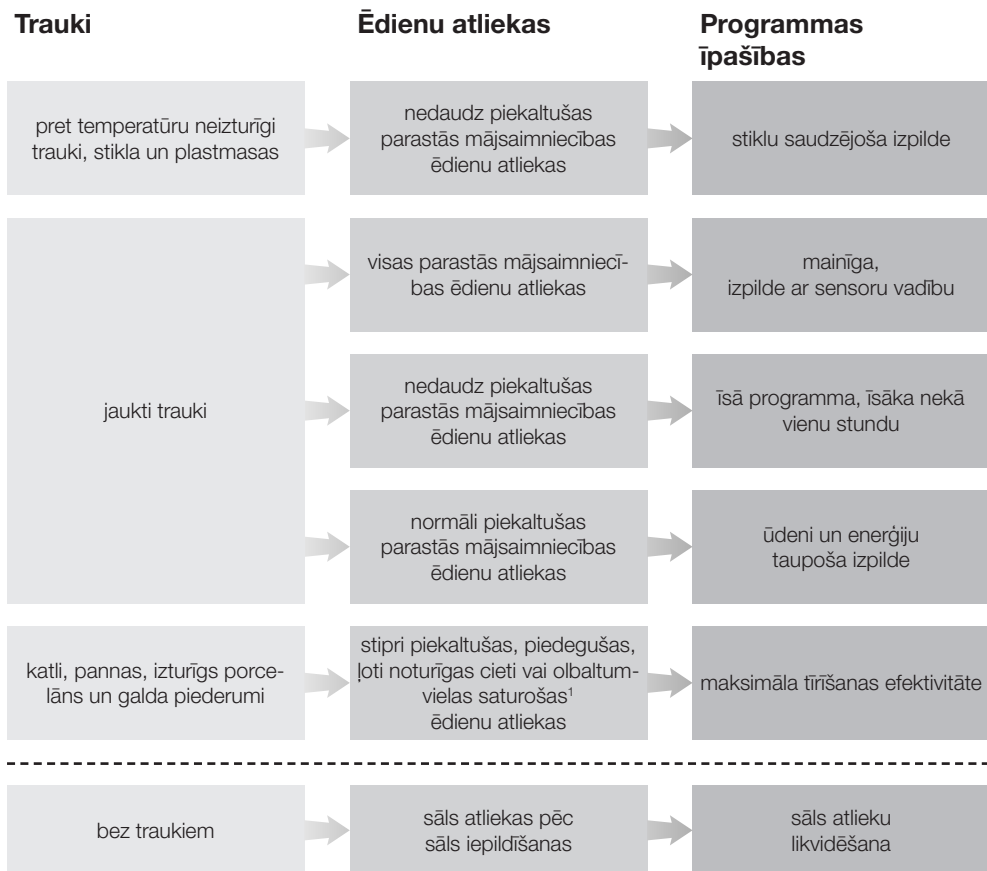 Trauki
Ēdienu atliekas
Programmas
īpašības
pret temperatūru neizturīgi
trauki, stikla un plastmasas
nedaudz piekaltušas
parastās mājsaimniecības
ēdienu atliekas
stiklu saudzējoša izpilde
jaukti trauki
visas parastās mājsaimniecī-
bas ēdienu atliekas
mainīga,
izpilde ar sensoru vadību
nedaudz piekaltušas
parastās mājsaimniecības
ēdienu atliekas
īsā programma, īsāka nekā
vienu stundu
normāli piekaltušas
parastās mājsaimniecības
ēdienu atliekas
ūdeni un enerģiju
taupoša izpilde
katli, pannas, izturīgs porce-
lāns un galda piederumi
stipri piekaltušas, piedegušas,
ļoti noturīgas cieti vai olbaltum-
vielas saturošas¹
ēdienu atliekas
maksimāla tīrīšanas efektivitāte
bez traukiem
sāls atliekas pēc
sāls iepildīšanas
sāls atlieku
likvidēšana